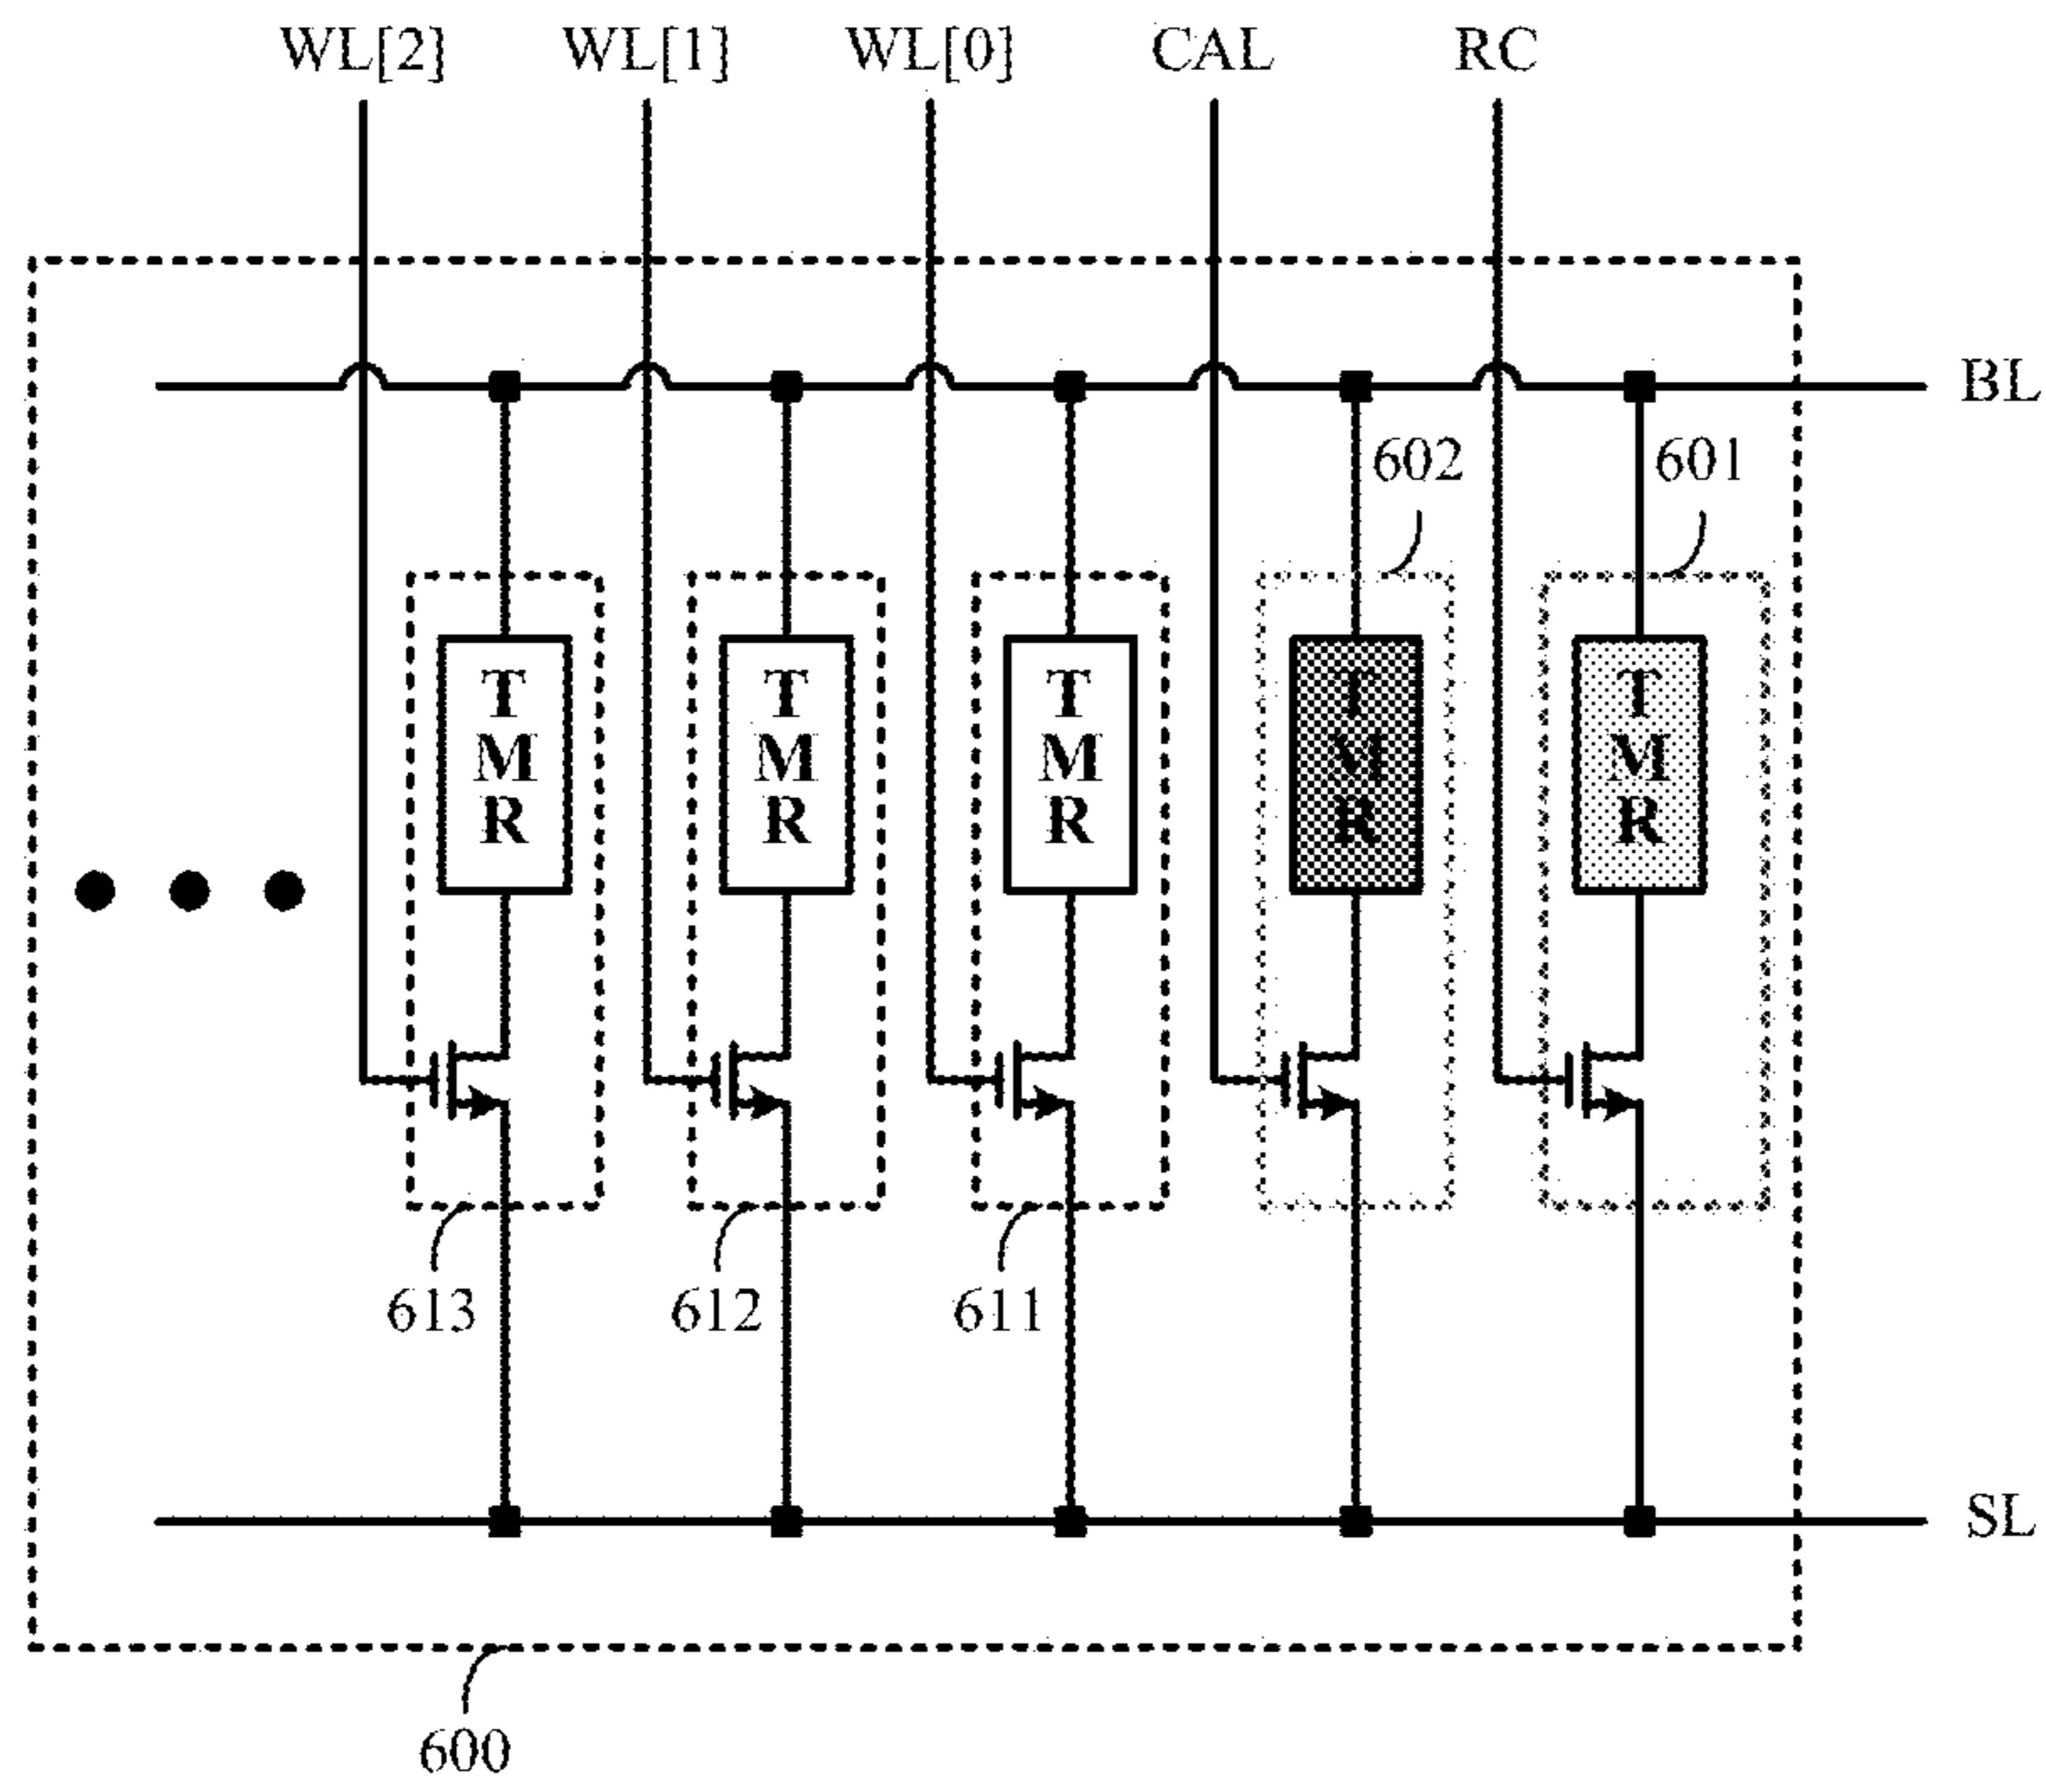 WL[2] WL[1] WL[0] CAL RC
BL
602 601
T T T T T
M M M M M
R R R R R
613 612 611
SL
600